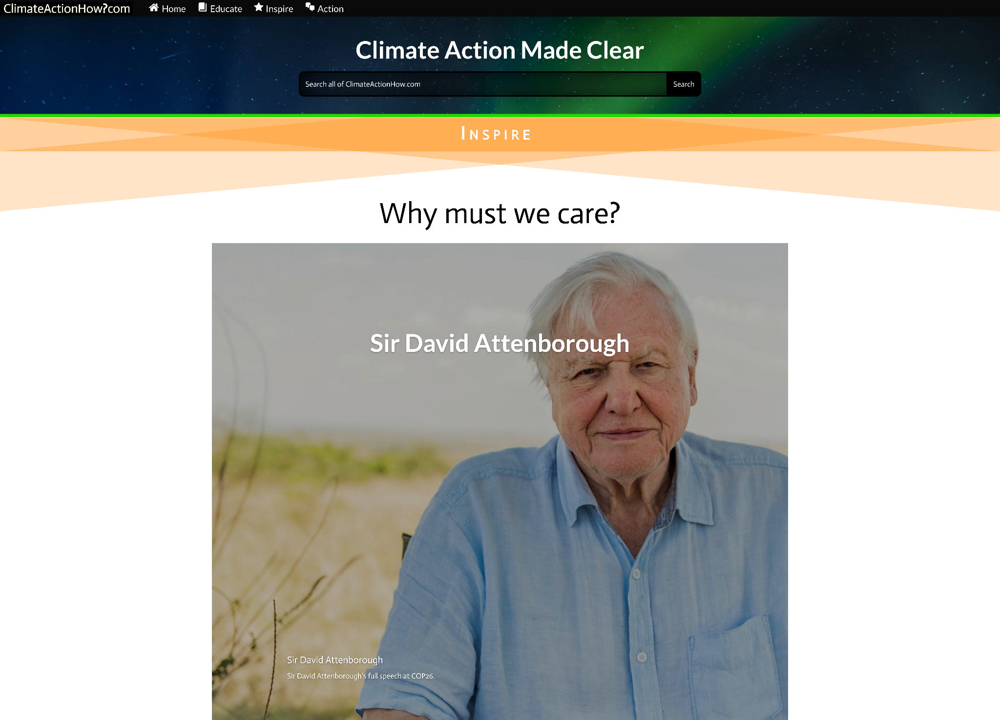 ClimateActionHow?com
Home
Educate
Inspire
Action
Climate Action Made Clear
Search all of ClimateActionHow.com
Search
Inspire
Why must we care?
Sir David Attenborough
Sir David Attenborough
Sir David Attenborough's full speech at COP26.